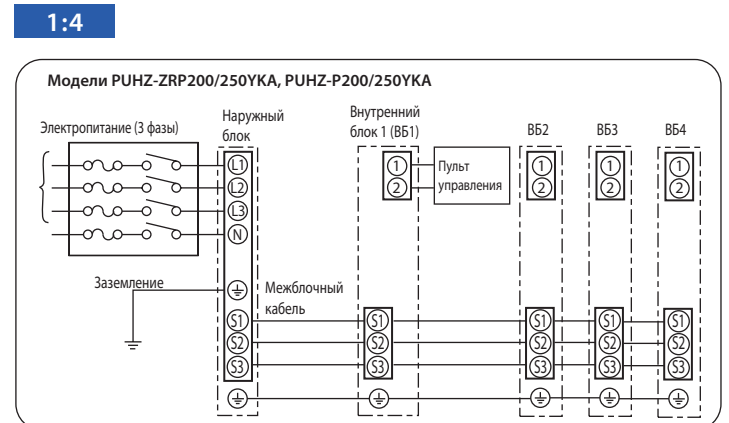 1:4
Модели PUHZ-ZRP200/250YKA, PUHZ-P200/250YKA
Электропитание (3 фазы)
Наружный
блок
Внутренний
блок 1 (ВБ1)
ВБ2
ВБ3
ВБ4
L1
L2
L3
N
1
2
Пульт
управления
1
2
1
2
1
2
Заземление
Межблочный
кабель
S1
S2
S3
S1
S2
S3
S1
S2
S3
S1
S2
S3
S1
S2
S3